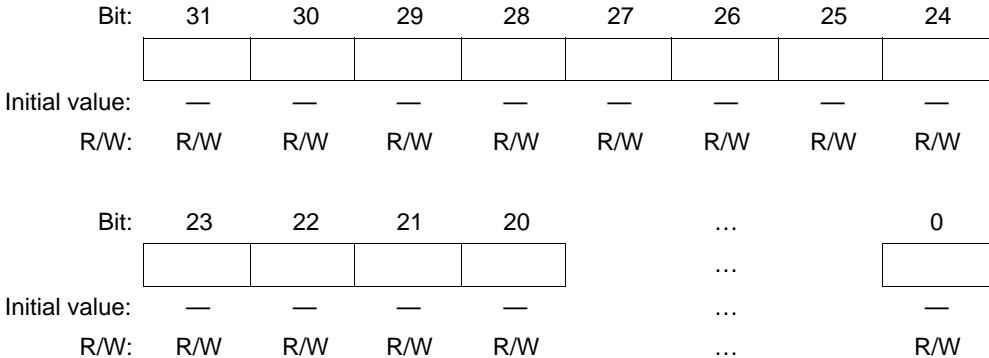 Bit: 31 30 29 28 27 26 25 24
Initial value: — — — — — — — —
R/W: R/W R/W R/W R/W R/W R/W R/W R/W
Bit: 23 22 21 20 … 0
…
Initial value: — — — — … —
R/W: R/W R/W R/W R/W … R/W